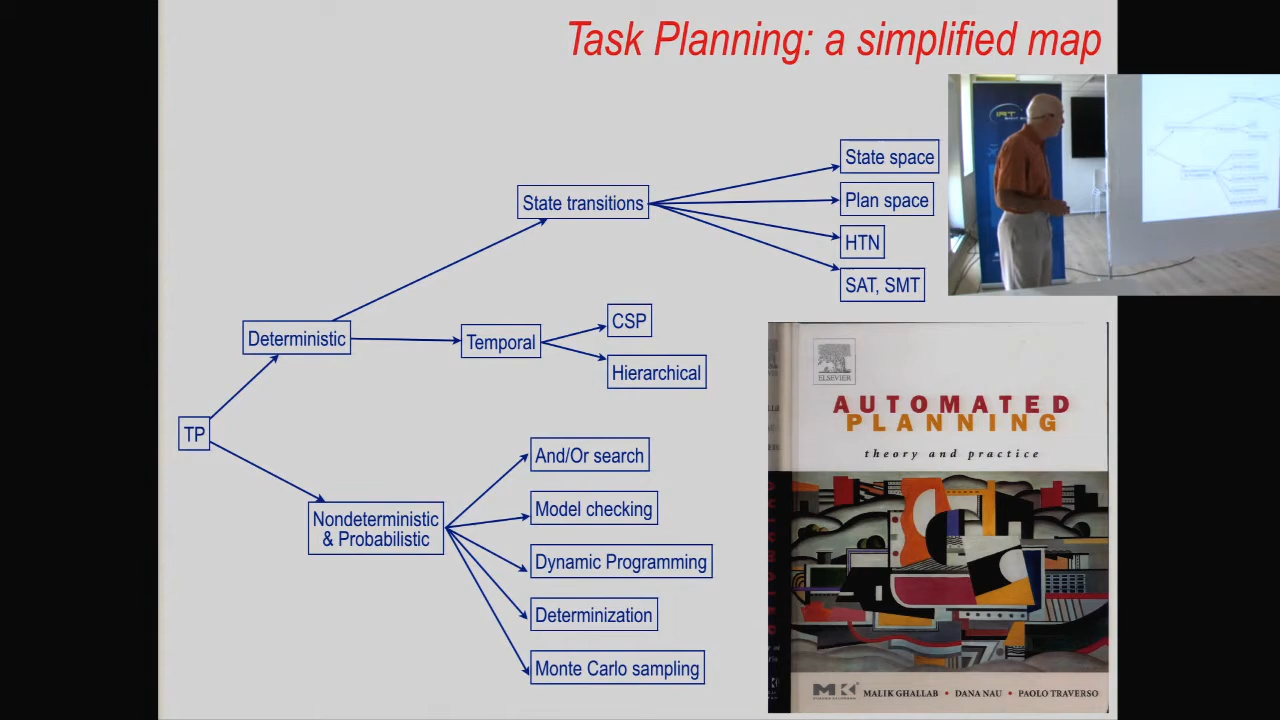 Task Planning: a simplified map
State space
State transitions
Plan space
HTN
SAT, SMT
CSP
Deterministic
Temporal
Hierarchical
TP
And/Or search
Model checking
Nondeterministic
& Probabilistic
Dynamic Programming
Determinization
Monte Carlo sampling
ELSEVIER
AUTOMATED
PLANNING
theory and practice
MK
MALIK GHALLAB • DANA NAU • PAOLO TRAVERSO